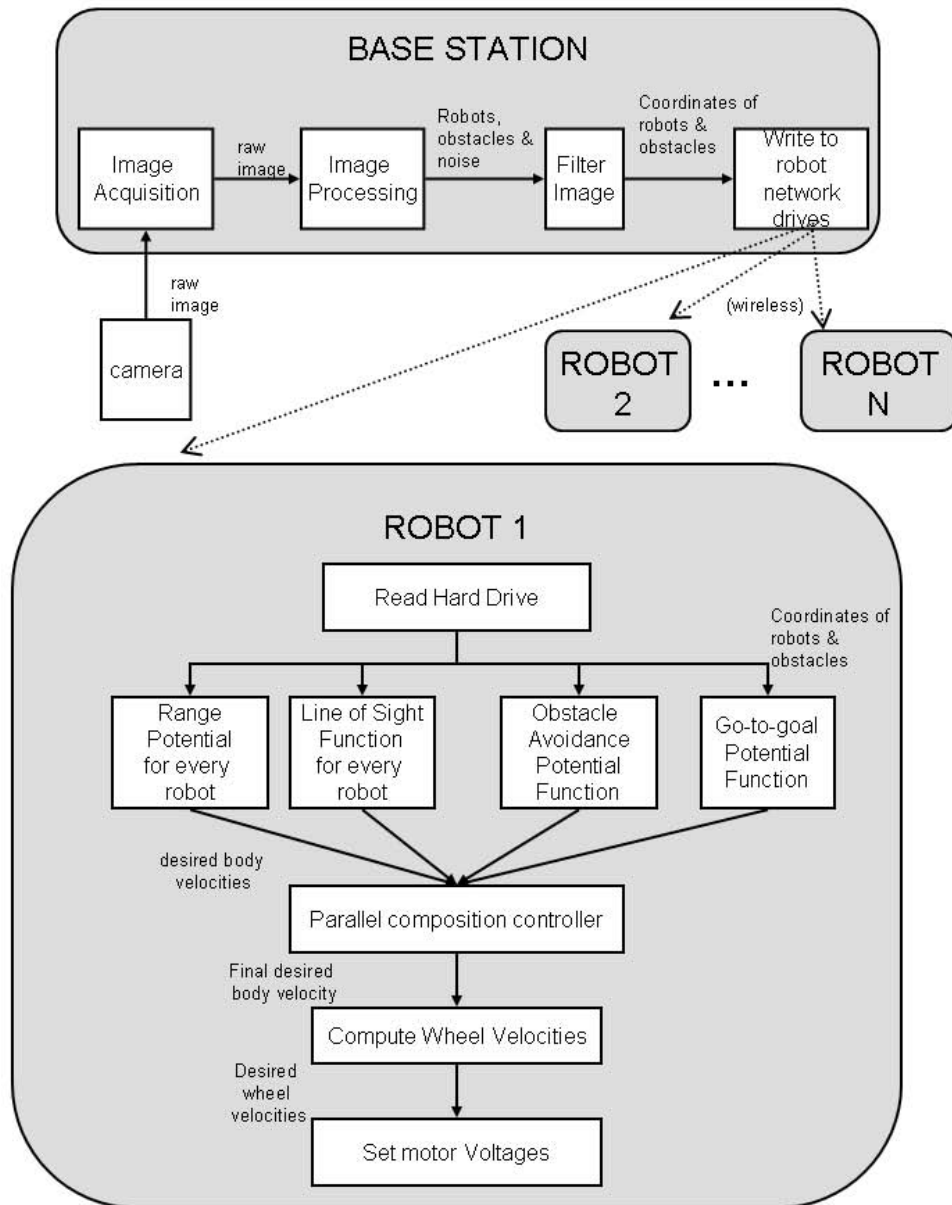 BASE STATION
Image
Acquisition
raw
image
Image
Processing
Robots,
obstacles &
noise
Filter
Image
Coordinates of
robots &
obstacles
Write to
robot
network
drives
raw
image
camera
(wireless)
ROBOT
2
...
ROBOT
N
ROBOT 1
Read Hard Drive
Coordinates of
robots &
obstacles
Range
Potential
for every
robot
Line of Sight
Function
for every
robot
Obstacle
Avoidance
Potential
Function
Go-to-goal
Potential
Function
desired body
velocities
Parallel composition controller
Final desired
body velocity
Compute Wheel Velocities
Desired
wheel
velocities
Set motor Voltages